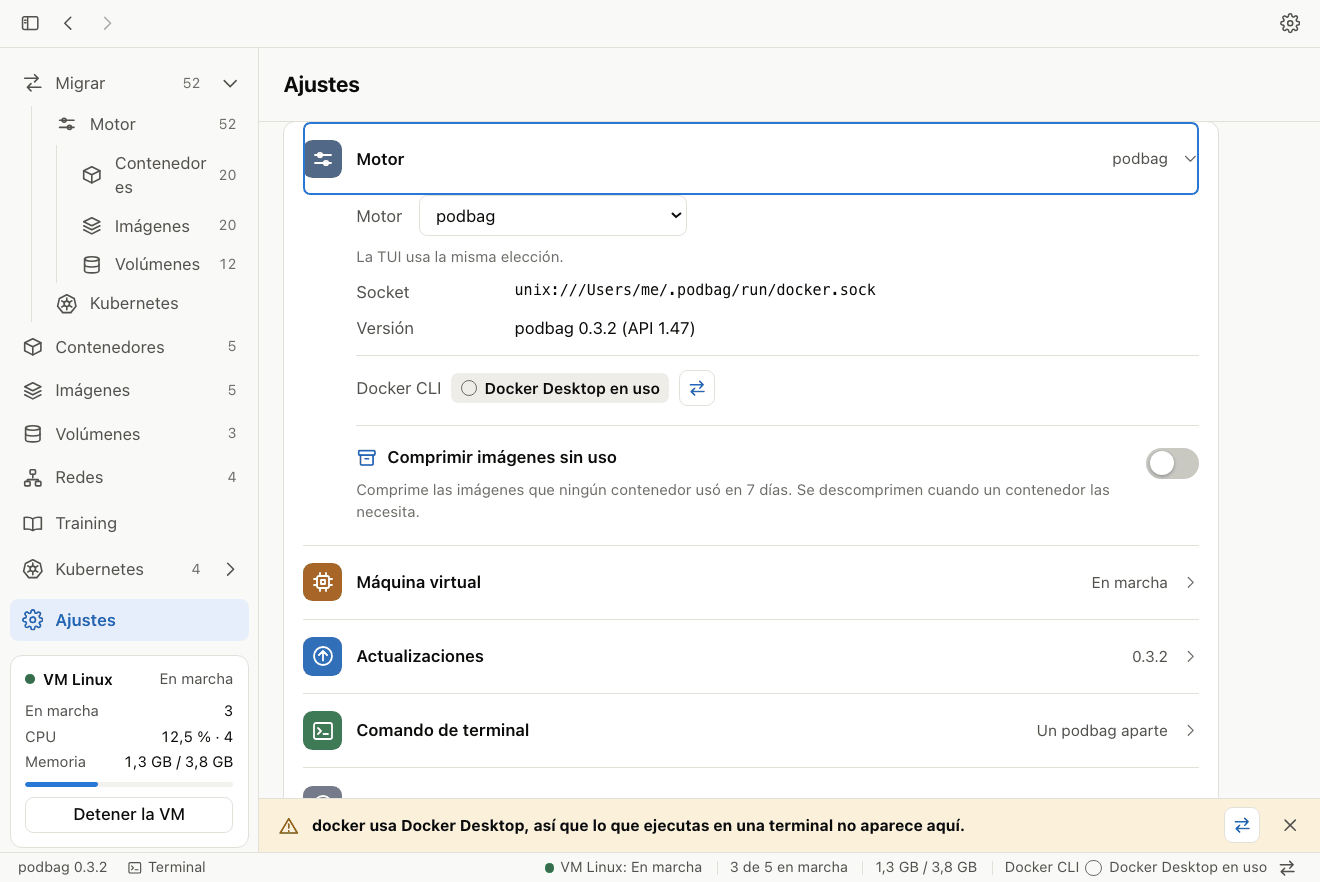 Ajustes
Migrar 52
Motor 52
Contenedor
es 20
Imágenes 20
Volúmenes 12
Kubernetes
Contenedores 5
Imágenes 5
Volúmenes 3
Redes 4
Training
Kubernetes 4
Ajustes
VM Linux En marcha
En marcha 3
CPU 12,5 % · 4
Memoria 1,3 GB / 3,8 GB
Detener la VM
Motor podbag
Motor podbag
La TUI usa la misma elección.
Socket unix:///Users/me/.podbag/run/docker.sock
Versión podbag 0.3.2 (API 1.47)
Docker CLI Docker Desktop en uso
Comprimir imágenes sin uso
Comprime las imágenes que ningún contenedor usó en 7 días. Se descomprimen cuando un contenedor las
necesita.
Máquina virtual En marcha
Actualizaciones 0.3.2
Comando de terminal Un podbag aparte
docker usa Docker Desktop, así que lo que ejecutas en una terminal no aparece aquí.
podbag 0.3.2 Terminal VM Linux: En marcha 3 de 5 en marcha 1,3 GB / 3,8 GB Docker CLI Docker Desktop en uso